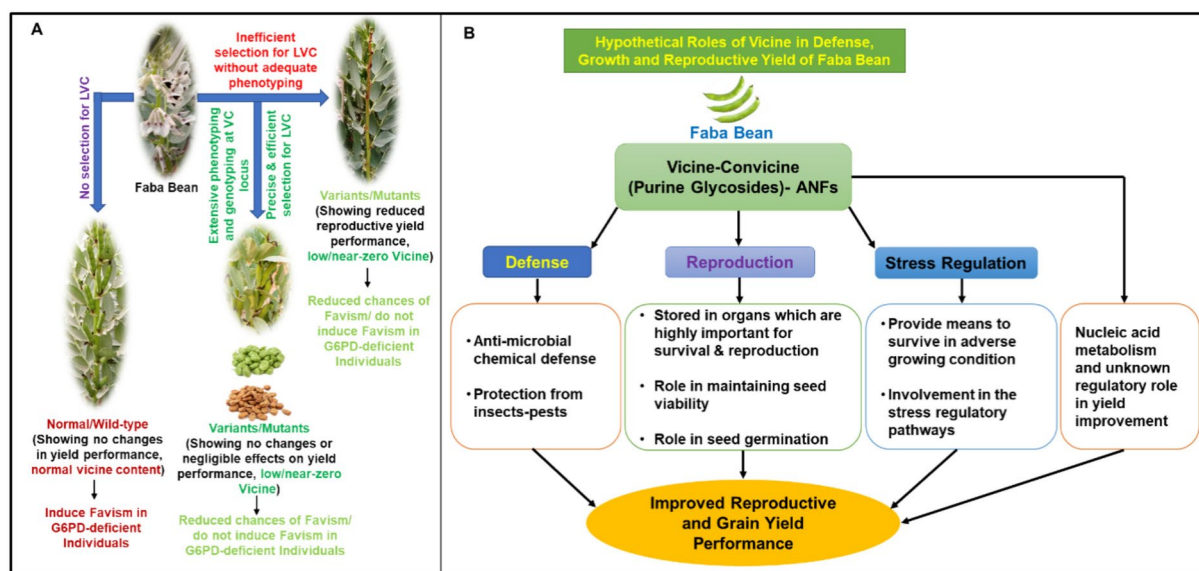 A
Inefficient
selection for LVC
without adequate
phenotyping
No selection for LVC
Faba Bean
Extensive phenotyping
and genotyping at VC
locus
Precise & efficient
selection for LVC
Variants/Mutants
(Showing reduced
reproductive yield
performance,
low/near-zero Vicine)
Reduced chances of
Favism/ do not
induce Favism in
G6PD-deficient
Individuals
Normal/Wild-type
(Showing no changes
in yield performance,
normal vicine content)
Induce Favism in
G6PD-deficient
Individuals
Variants/Mutants
(Showing no changes or
negligible effects on yield
performance, low/near-zero
Vicine)
Reduced chances of Favism/
do not induce Favism in
G6PD-deficient Individuals
B
Hypothetical Roles of Vicine in Defense,
Growth and Reproductive Yield of Faba Bean
Faba Bean
Vicine-Convicine
(Purine Glycosides)- ANFs
Defense
Reproduction
Stress Regulation
• Anti-microbial
chemical defense
• Protection from
insects-pests
• Stored in organs which are
highly important for
survival & reproduction
• Role in maintaining seed
viability
• Role in seed germination
• Provide means to
survive in adverse
growing condition
• Involvement in the
stress regulatory
pathways
Nucleic acid
metabolism
and unknown
regulatory role
in yield
improvement
Improved Reproductive
and Grain Yield
Performance